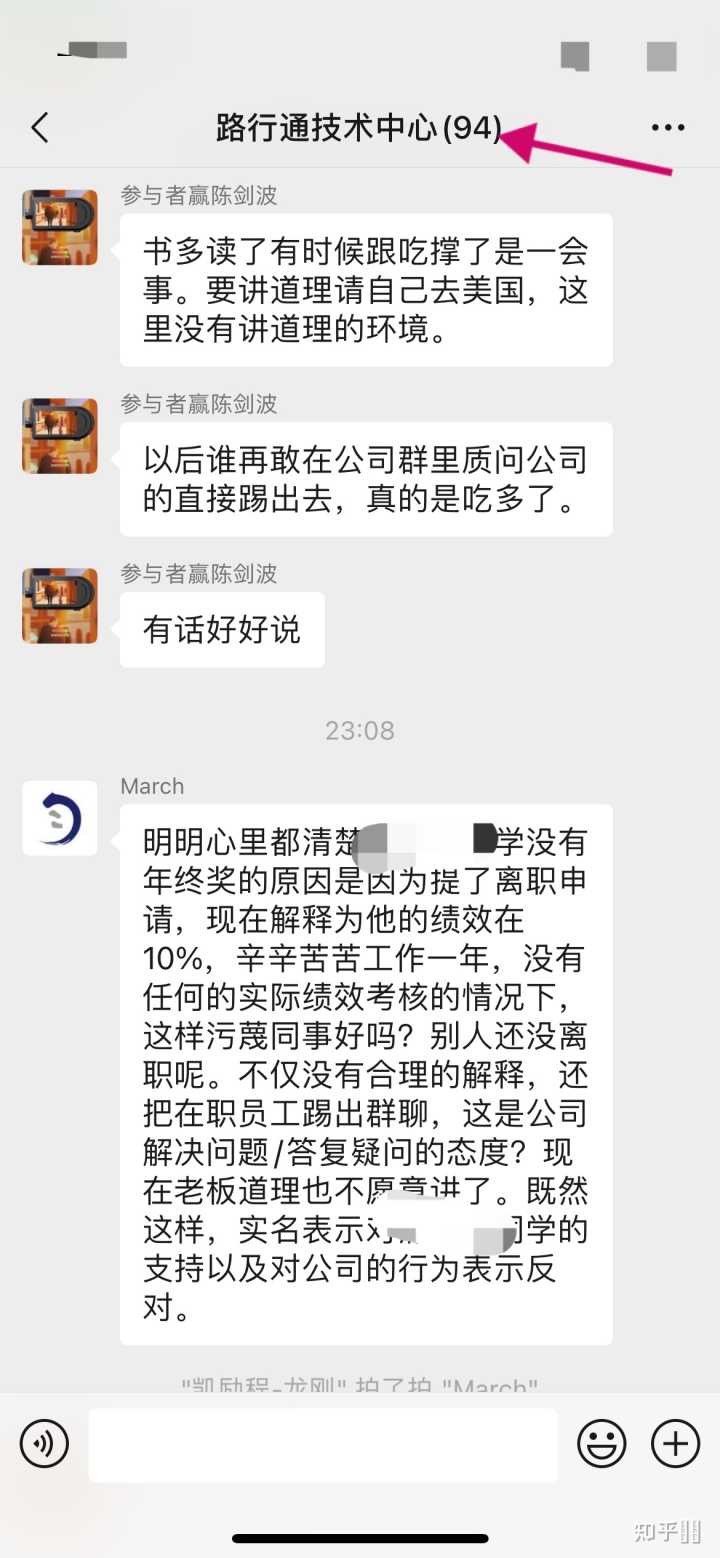 路行通技术中心(94)
参与者赢陈剑波
书多读了有时候跟吃撑了是一会
事。要讲道理请自己去美国，这
里没有讲道理的环境。
参与者赢陈剑波
以后谁再敢在公司群里质问公司
的直接踢出去，真的是吃多了。
参与者赢陈剑波
有话好好说
23:08
March
明明心里都清楚 学没有
年终奖的原因是因为提了离职申
请，现在解释为他的绩效在
10%，辛辛苦苦工作一年，没有
任何的实际绩效考核的情况下，
这样污蔑同事好吗？别人还没离
职呢。不仅没有合理的解释，还
把在职员工踢出群聊，这是公司
解决问题/答复疑问的态度？现
在老板道理也不愿意讲了。既然
这样，实名表示对 同学的
支持以及对公司的行为表示反
对。
"凯励程-龙刚" 拍了拍 "March"
知乎